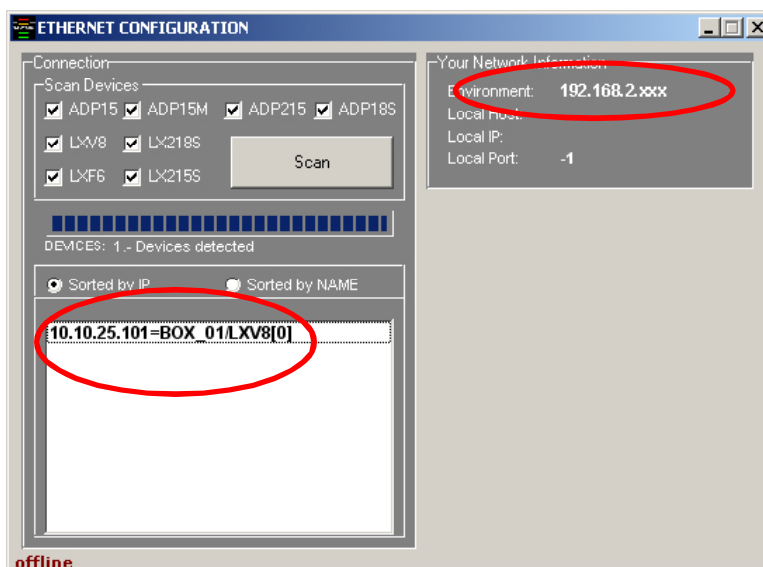 ETHERNET CONFIGURATION
Connection
Scan Devices
ADP15 ADP15M ADP215 ADP18S
LXV8 LX218S
LXF6 LX215S
Scan
DEVICES: 1.- Devices detected
Sorted by IP Sorted by NAME
10.10.25.101=BOX_01/LXV8[0]
offline
Your Network Information
Environment: 192.168.2.xxx
Local Host:
Local IP:
Local Port: -1